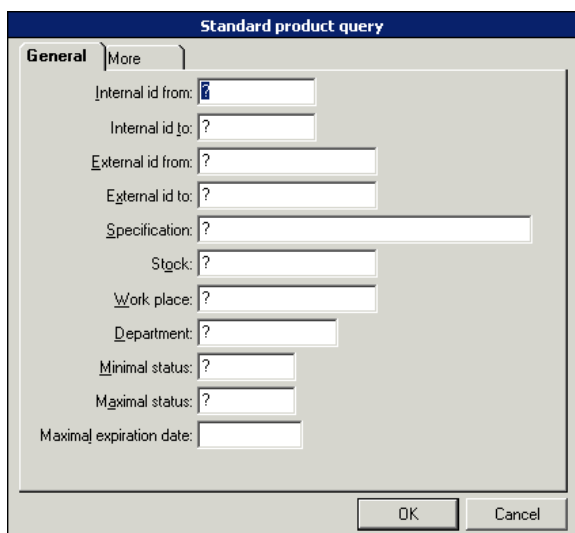 Standard product query
General More
Internal id from: ?
Internal id to: ?
External id from: ?
External id to: ?
Specification: ?
Stock: ?
Work place: ?
Department: ?
Minimal status: ?
Maximal status: ?
Maximal expiration date:
OK Cancel